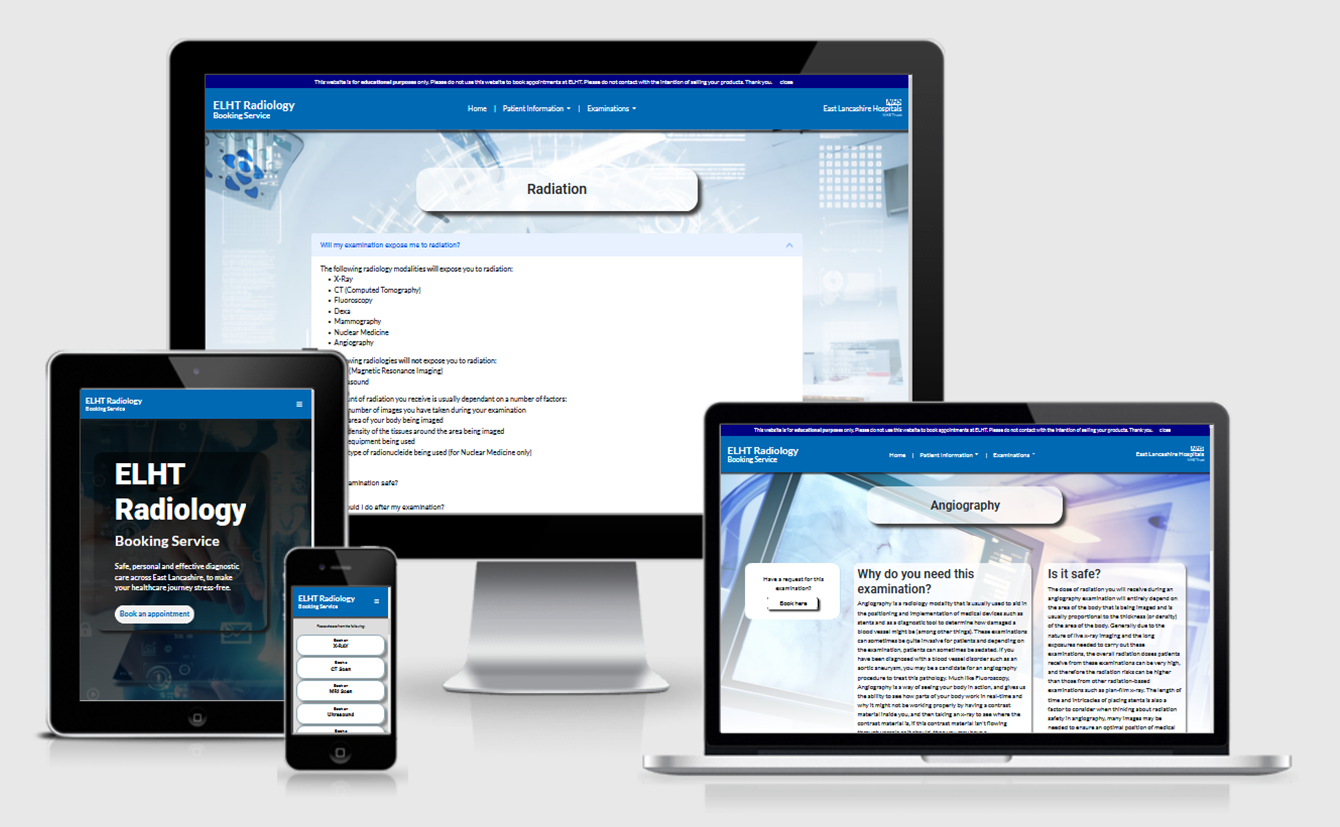 This website is for educational purposes only. Please do not use this website to book appointments at ELHT. Please do not contact with the intention of selling your products. Thank you. close
ELHT Radiology
Booking Service
Home | Patient Information | Examinations
NHS
East Lancashire Hospitals
NHS Trust
Radiation
Will my examination expose me to radiation?
The following radiology modalities will expose you to radiation:
• X-Ray
• CT (Computed Tomography)
• Fluoroscopy
• Dexa
• Mammography
• Nuclear Medicine
• Angiography
wing radiologies will not expose you to radiation:
(Magnetic Resonance Imaging)
asound
unt of radiation you receive is usually dependant on a number of factors:
number of images you have taken during your examination
area of your body being imaged
density of the tissues around the area being imaged
equipment being used
type of radionucleide being used (for Nuclear Medicine only)
amination safe?
ould I do after my examination?
ELHT Radiology
Booking Service
ELHT
Radiology
Booking Service
Safe, personal and effective diagnostic
care across East Lancashire, to make
your healthcare journey stress-free.
Book an appointment
ELHT Radiology
Booking Service
Please choose from the following:
Book an
X-RAY
Book a
CT Scan
Book a
MRI Scan
Book a
Ultrasound
Book a
This website is for educational purposes only. Please do not use this website to book appointments at ELHT. Please do not contact with the intention of selling your products. Thank you. close
ELHT Radiology
Booking Service
Home | Patient Information | Examinations
NHS
East Lancashire Hospitals
NHS Trust
Angiography
Have a request for this
examination?
Book here
Why do you need this
examination?
Angiography is a radiology modality that is usually used to aid in
the positioning and implementation of medical devices such as
stents and as a diagnostic tool to determine how damaged a
blood vessel might be (among other things). These examinations
can sometimes be quite invasive for patients and depending on
the examination, patients can sometimes be sedated. If you
have been diagnosed with a blood vessel disorder such as an
aortic aneurysm, you may be a candidate for an angiography
procedure to treat this pathology. Much like Fluoroscopy,
Angiography is a way of seeing your body in action, and gives us
the ability to see how parts of your body work in real-time and
why it might not be working properly by having a contrast
material inside you, and then taking an x-ray to see where the
contrast material is. If this contrast material isn't flowing
Is it safe?
The dose of radiation you will receive during an
angiography examination will entirely depend on
the area of the body that is being imaged and is
usually proportional to the thickness (or density)
of the area of the body. Generally due to the
nature of live x-ray imaging and the long
exposures needed to carry out these
examinations, the overall radiation doses patients
receive from these examinations can be very high,
and therefore the radiation risks can be higher
than those from other radiation-based
examinations such as plan-film x-ray. The length of
time and intricacies of placing stents is also a
factor to consider when thinking about radiation
safety in angiography, many images may be
needed to ensure an optimal position of medical